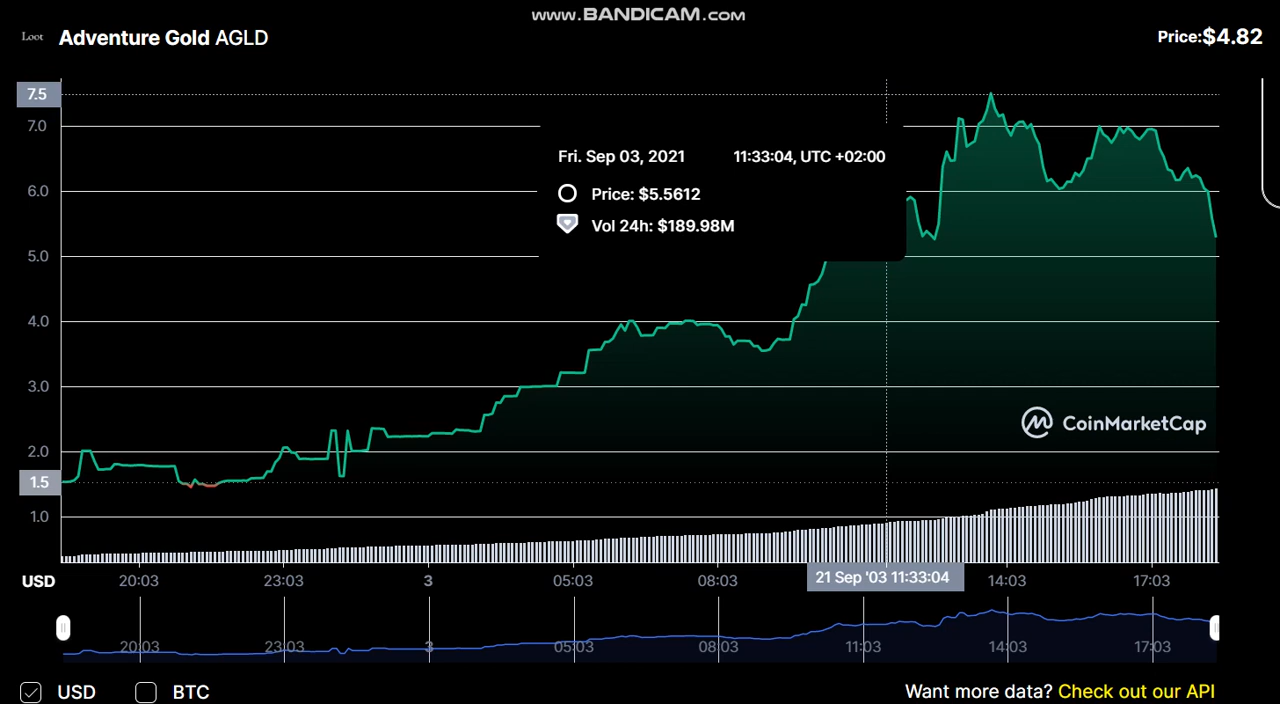 www.BANDICAM.com
Loot Adventure Gold AGLD
Price:$4.82
7.5
7.0
Fri. Sep 03, 2021 11:33:04, UTC +02:00
6.0
Price: $5.5612
Vol 24h: $189.98M
5.0
4.0
3.0
CoinMarketCap
2.0
1.5
1.0
USD 20:03 23:03 3 05:03 08:03 21 Sep '03 11:33:04 14:03 17:03
20:03 23:03 3 05:03 08:03 11:03 14:03 17:03
USD BTC
Want more data? Check out our API